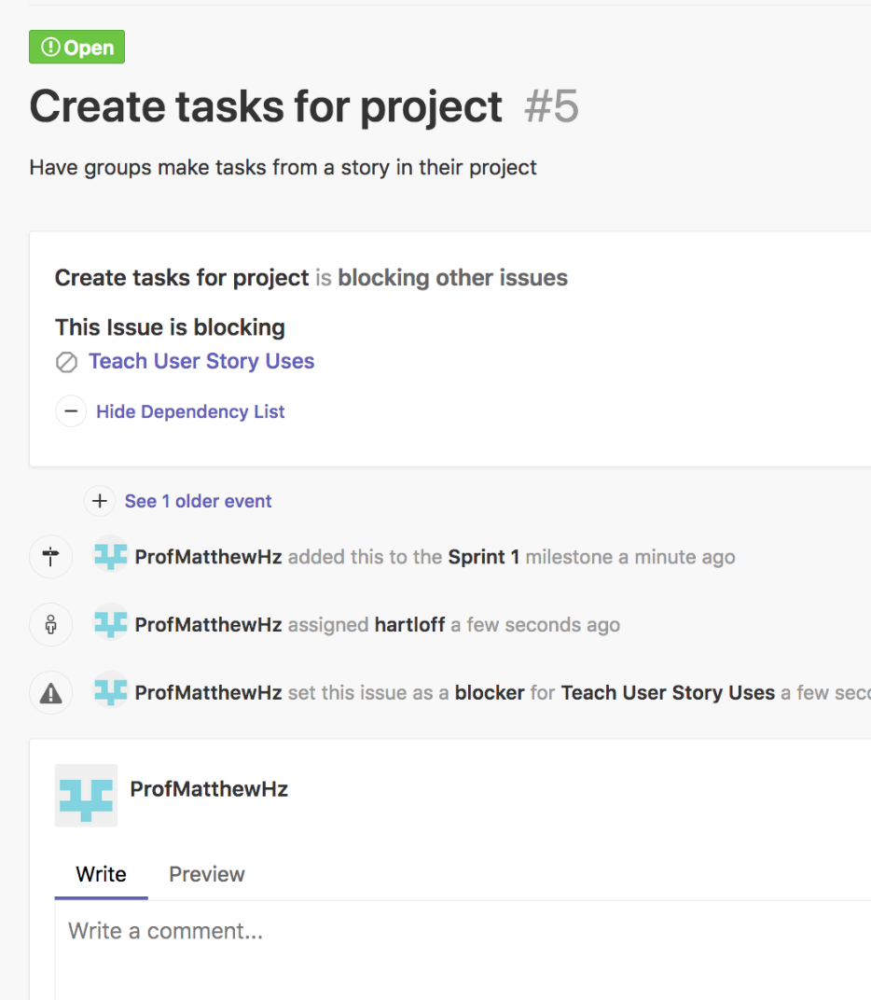 Open
Create tasks for project #5
Have groups make tasks from a story in their project
Create tasks for project is blocking other issues
This Issue is blocking
Teach User Story Uses
Hide Dependency List
See 1 older event
ProfMatthewHz added this to the Sprint 1 milestone a minute ago
ProfMatthewHz assigned hartloff a few seconds ago
ProfMatthewHz set this issue as a blocker for Teach User Story Uses a few
ProfMatthewHz
Write Preview
Write a comment...